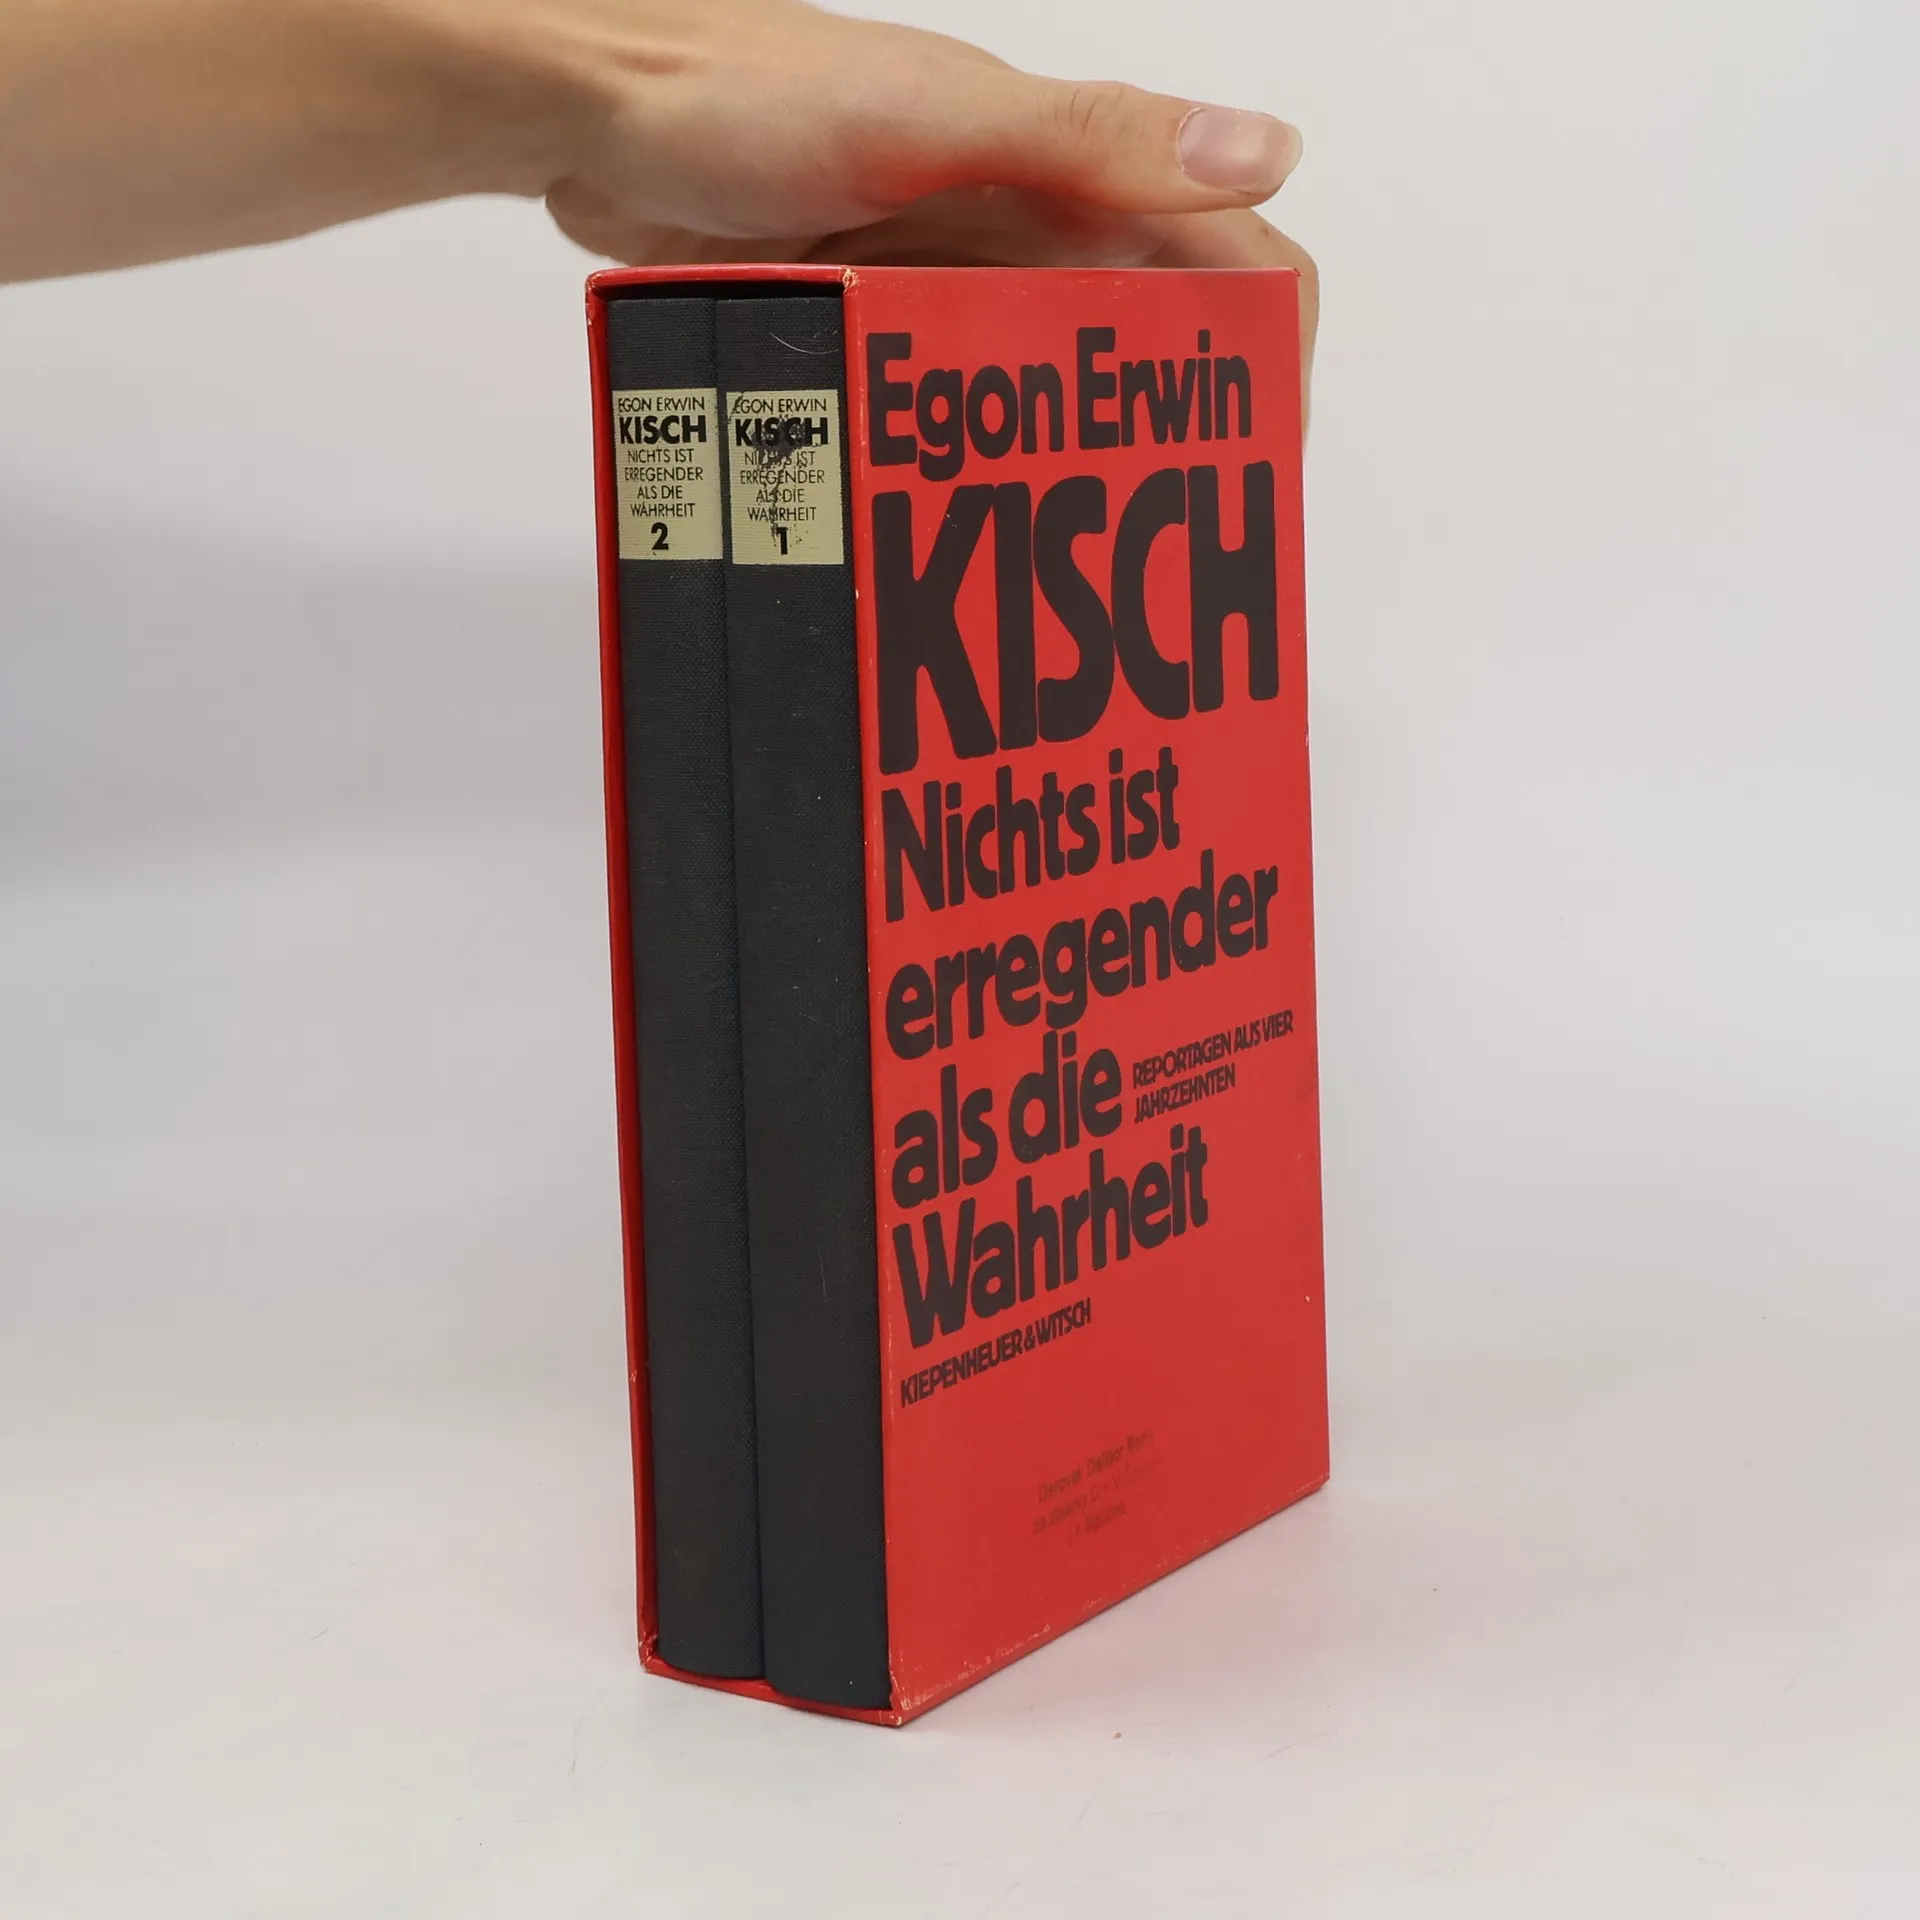 EGON ERWIN
KISCH
NICHTS IST
ERREGENDER
ALS DIE
WAHRHEIT
2
EGON ERWIN
KISCH
NICHTS IST
ERREGENDER
ALS DIE
WAHRHEIT
1
Egon Erwin
KISCH
Nichts ist
erregender
als die
REPORTAGEN AUS VIER
JAHRZEHNTEN
Wahrheit
KIEPENHEUER & WITSCH